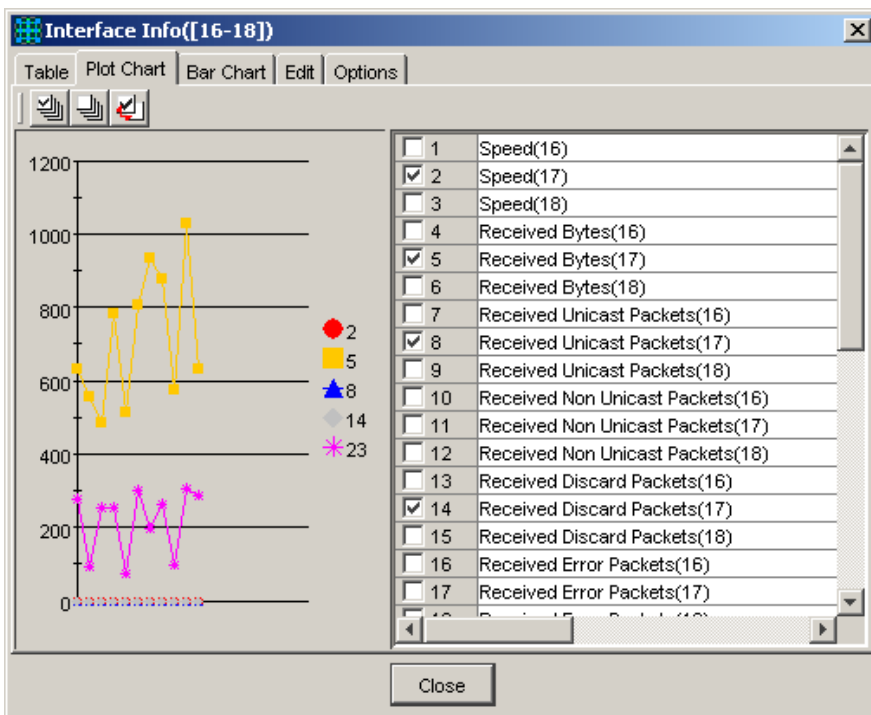 Interface Info([16-18])
Table Plot Chart Bar Chart Edit Options
1200
1000
800
600
400
200
0
2
5
8
14
23
1 Speed(16)
2 Speed(17)
3 Speed(18)
4 Received Bytes(16)
5 Received Bytes(17)
6 Received Bytes(18)
7 Received Unicast Packets(16)
8 Received Unicast Packets(17)
9 Received Unicast Packets(18)
10 Received Non Unicast Packets(16)
11 Received Non Unicast Packets(17)
12 Received Non Unicast Packets(18)
13 Received Discard Packets(16)
14 Received Discard Packets(17)
15 Received Discard Packets(18)
16 Received Error Packets(16)
17 Received Error Packets(17)
Close